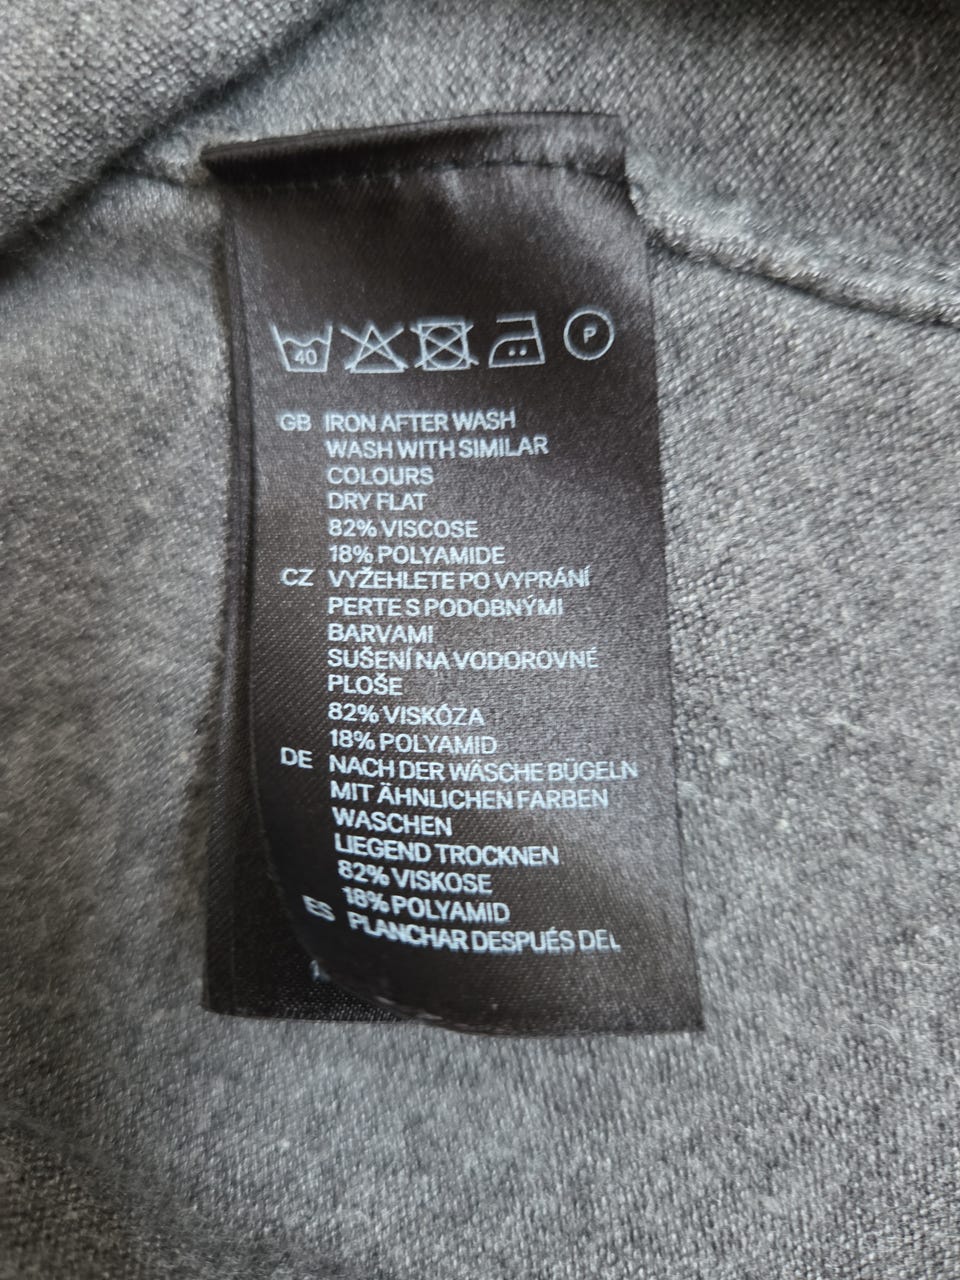 40 P
GB IRON AFTER WASH
WASH WITH SIMILAR
COLOURS
DRY FLAT
82% VISCOSE
18% POLYAMIDE
CZ VYŽEHLETE PO VYPRÁNÍ
PERTE S PODOBNÝMI
BARVAMI
SUŠENÍ NA VODOROVNÉ
PLOŠE
82% VISKÓZA
18% POLYAMID
DE NACH DER WÄSCHE BÜGELN
MIT ÄHNLICHEN FARBEN
WASCHEN
LIEGEND TROCKNEN
82% VISKOSE
18% POLYAMID
ES PLANCHAR DESPUÉS DEL